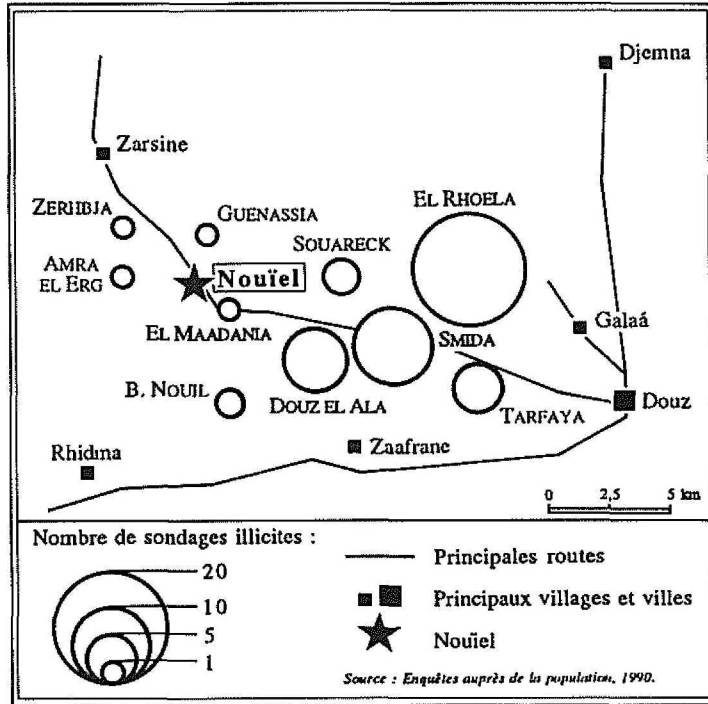 Djemna
Zarsine
EL RHOELA
ZERHBJA
GUENASSIA
SOUARECK
AMRA
EL ERG
Nouïel
Galaá
EL MAADANIA
SMIDA
B. NOUIL
DOUZ EL ALA
TARFAYA
Douz
Zaafrane
Rhidma
0 2,5 5 km
Nombre de sondages illicites :
20
10
5
1
Principales routes
Principaux villages et villes
Nouïel
Source : Enquêtes auprès de la population, 1990.